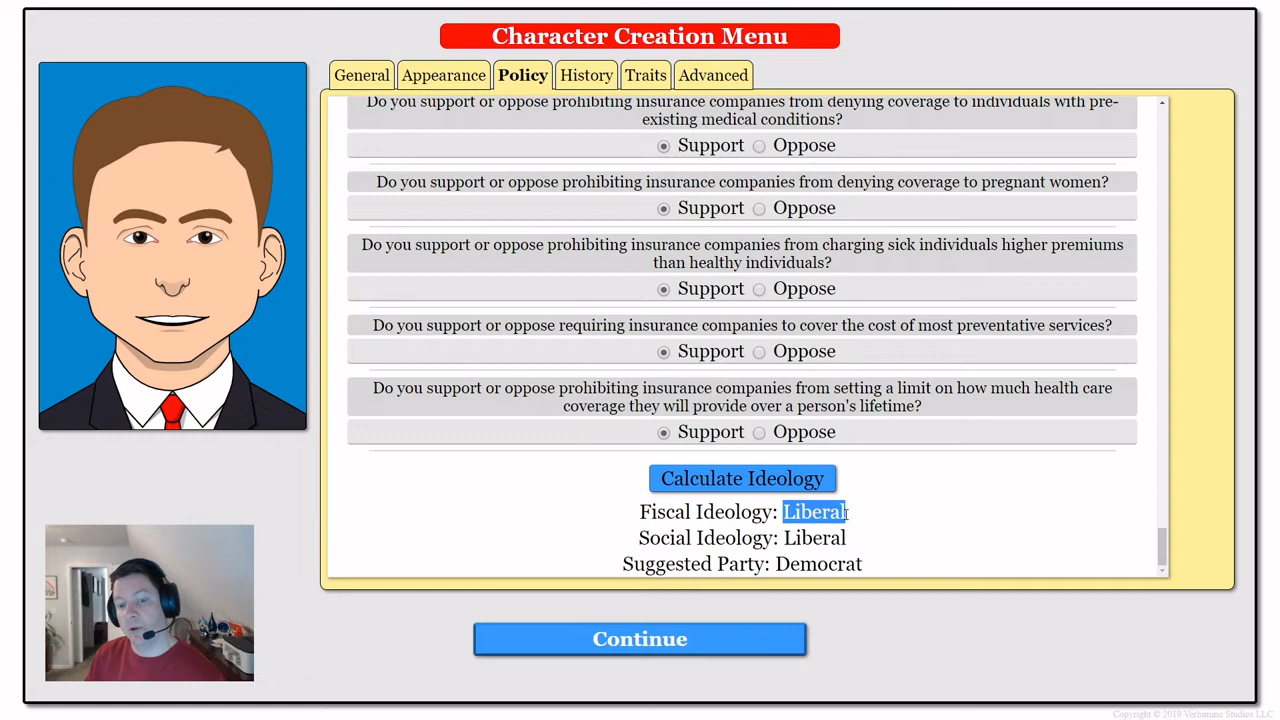 Character Creation Menu
General
Appearance
Policy
History
Traits
Advanced
Do you support or oppose prohibiting insurance companies from denying coverage to individuals with pre-
existing medical conditions?
Support
Oppose
Do you support or oppose prohibiting insurance companies from denying coverage to pregnant women?
Support
Oppose
Do you support or oppose prohibiting insurance companies from charging sick individuals higher premiums
than healthy individuals?
Support
Oppose
Do you support or oppose requiring insurance companies to cover the cost of most preventative services?
Support
Oppose
Do you support or oppose prohibiting insurance companies from setting a limit on how much health care
coverage they will provide over a person's lifetime?
Support
Oppose
Calculate Ideology
Fiscal Ideology: Liberal
Social Ideology: Liberal
Suggested Party: Democrat
Continue
Copyright © 2019 Verlumino Studios LLC